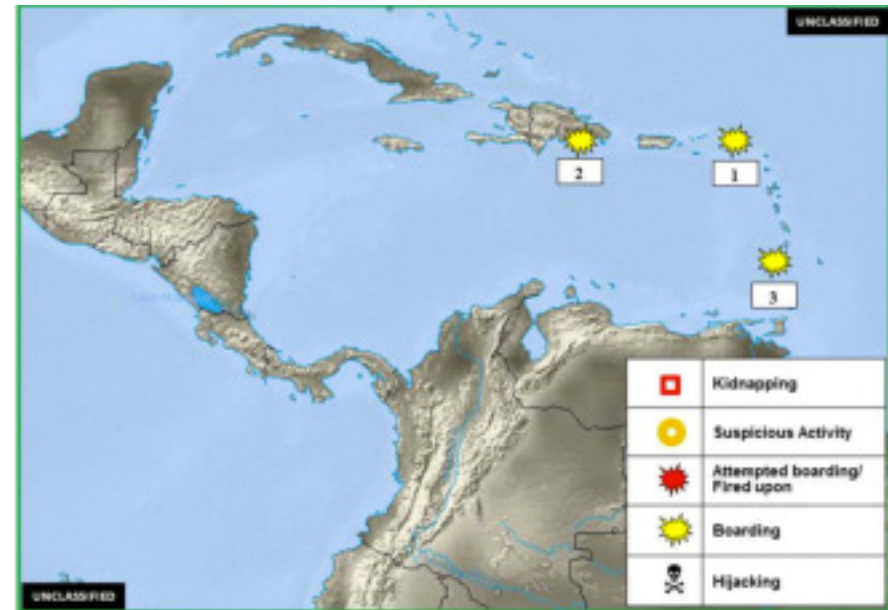 UNCLASSIFIED
2
1
3
Kidnapping
Suspicious Activity
Attempted boarding/
Fired upon
Boarding
Hijacking
UNCLASSIFIED